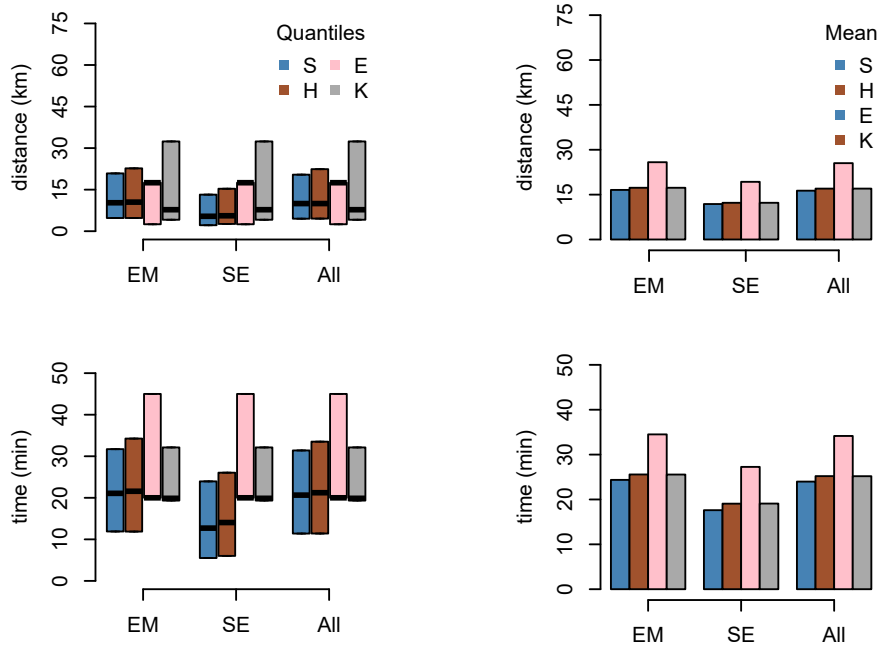 distance (km)
0 15 30 45 60 75
Quantiles
S E
H K
EM SE All
distance (km)
0 15 30 45 60 75
Mean
S
H
E
K
EM SE All
time (min)
0 10 20 30 40 50
EM SE All
time (min)
0 10 20 30 40 50
EM SE All